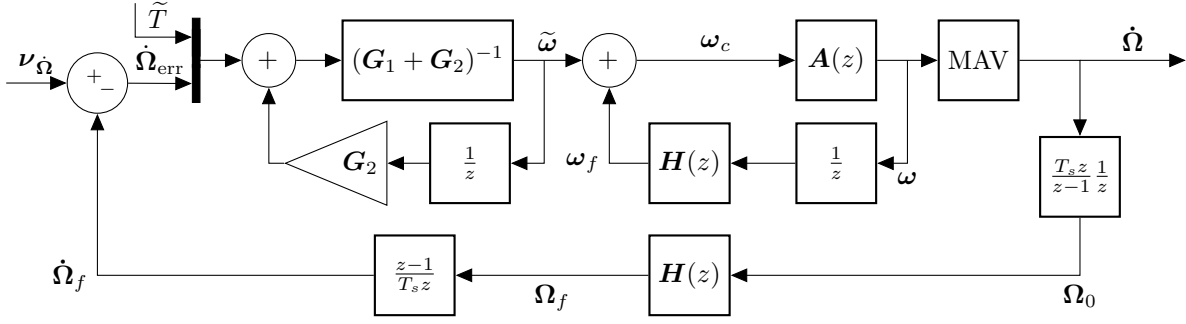 T̃
ν_Ω̇
+
−
Ω̇_err
+
(G₁ + G₂)⁻¹
ω̃
+
ω_c
A(z)
MAV
Ω̇
G₂
1/z
ω_f
H(z)
1/z
ω
T_s z/(z−1) 1/z
Ω̇_f
(z−1)/(T_s z)
Ω_f
H(z)
Ω₀